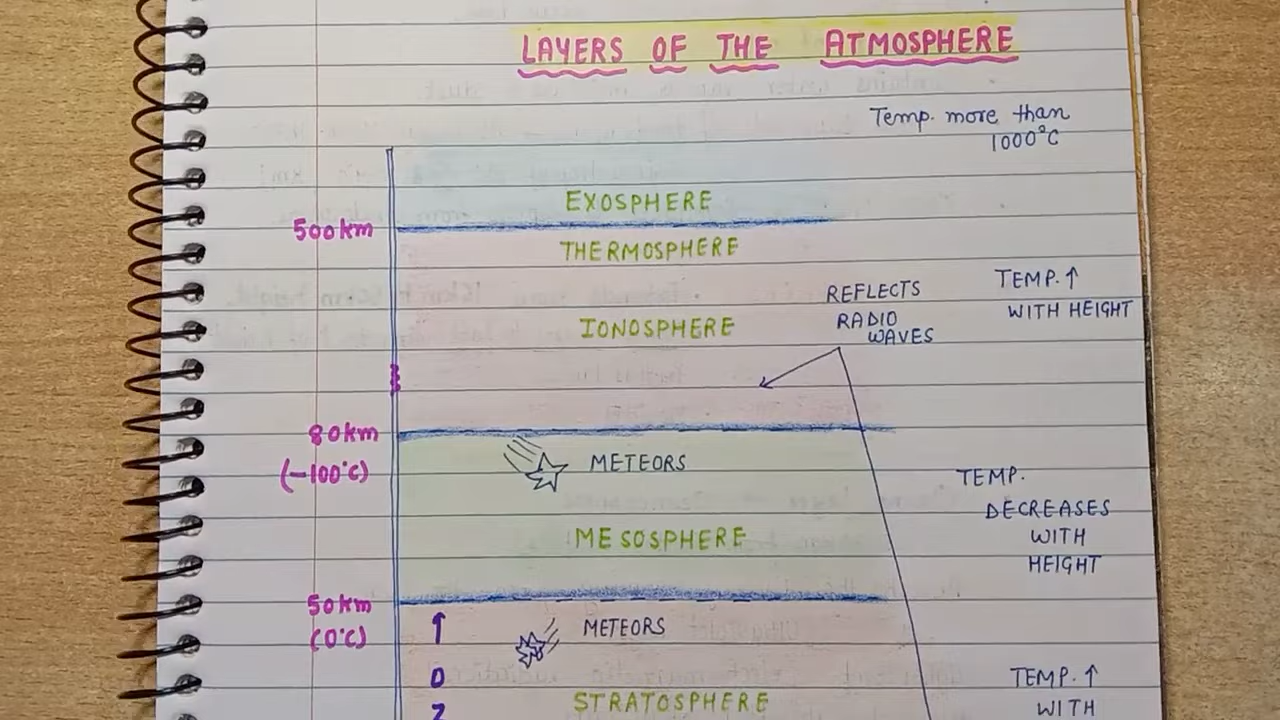 LAYERS OF THE ATMOSPHERE
Temp. more than
1000°C
EXOSPHERE
500km
THERMOSPHERE
TEMP. ↑
WITH HEIGHT
REFLECTS
RADIO
WAVES
IONOSPHERE
80km
(-100°C)
METEORS
TEMP.
DECREASES
WITH
HEIGHT
MESOSPHERE
50km
(0°C)
↑
O
Z
METEORS
STRATOSPHERE
TEMP. ↑
WITH